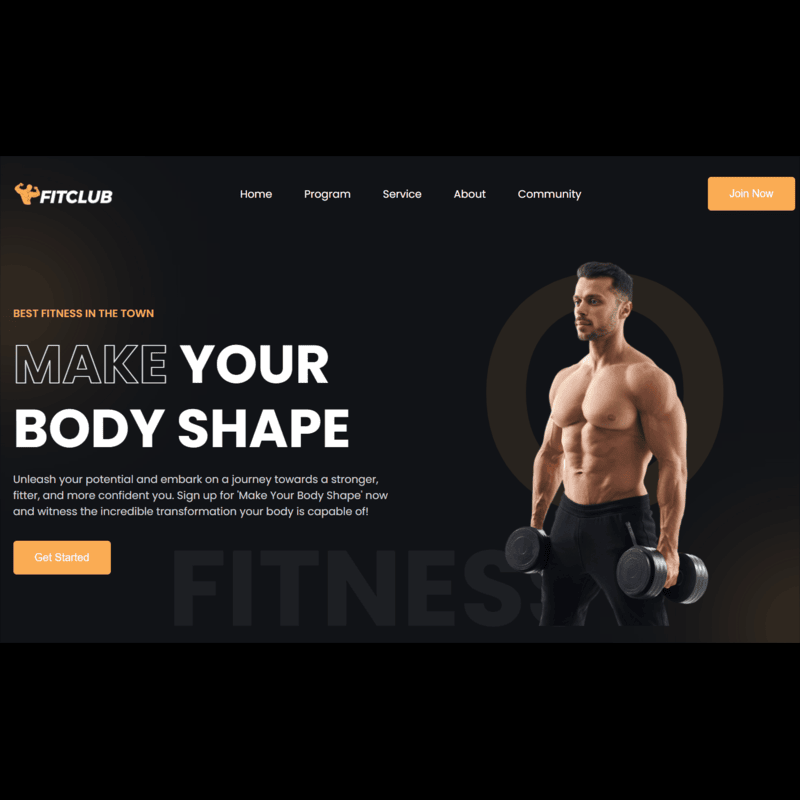 FITCLUB
Home Program Service About Community
Join Now
BEST FITNESS IN THE TOWN
MAKE YOUR
BODY SHAPE
Unleash your potential and embark on a journey towards a stronger,
fitter, and more confident you. Sign up for 'Make Your Body Shape' now
and witness the incredible transformation your body is capable of!
Get Started
FITNESS